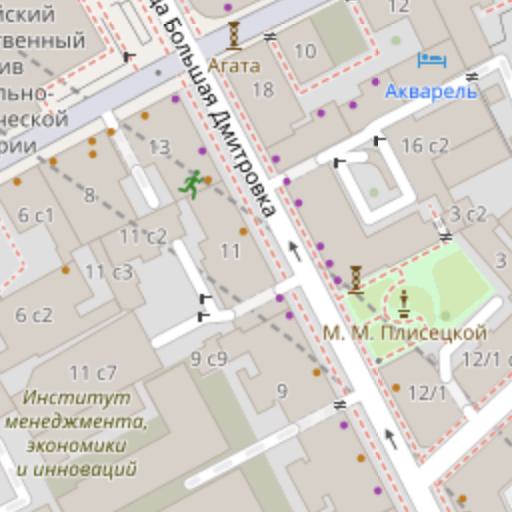 йский
твенный
ив
льно-
ческой
рии
ца Большая Дмитровка
Агата
10
12
18
Акварель
13
16 с2
8
6 с1
11 с2
11
3 с2
3
11 с3
6 с2
М. М. Плисецкой
9 с9
11 с7
9
12/1
12/1 с
Институт
менеджмента,
экономики
и инноваций